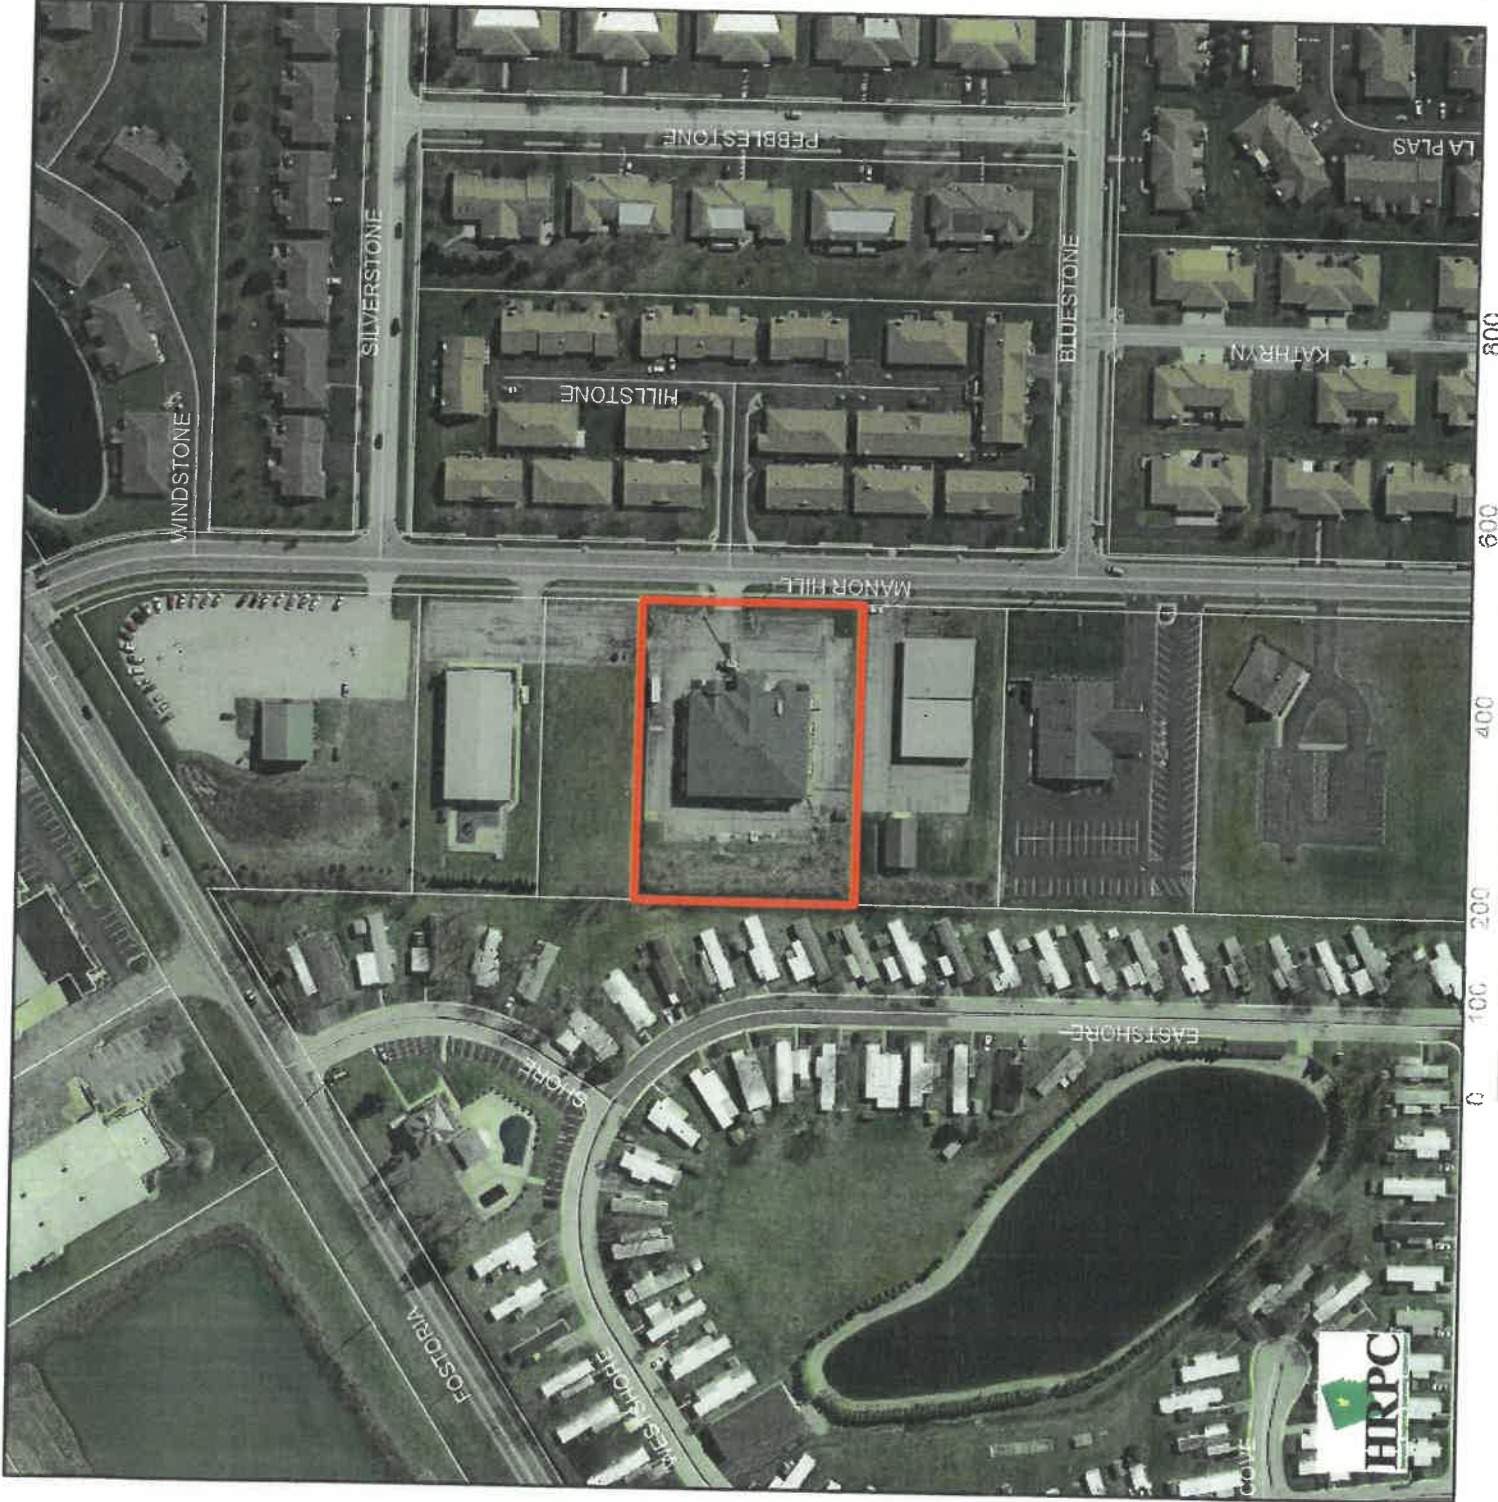 PEBBLESTONE
LA PLAS
SILVERSTONE
BLUESTONE
KATHRYN
HILLSTONE
WINDSTONE
MANOR HILL
EASTSHORE
SHORE
WESTSHORE
FOSTORIA
COVE
HRPC
0
100
200
400
600
800